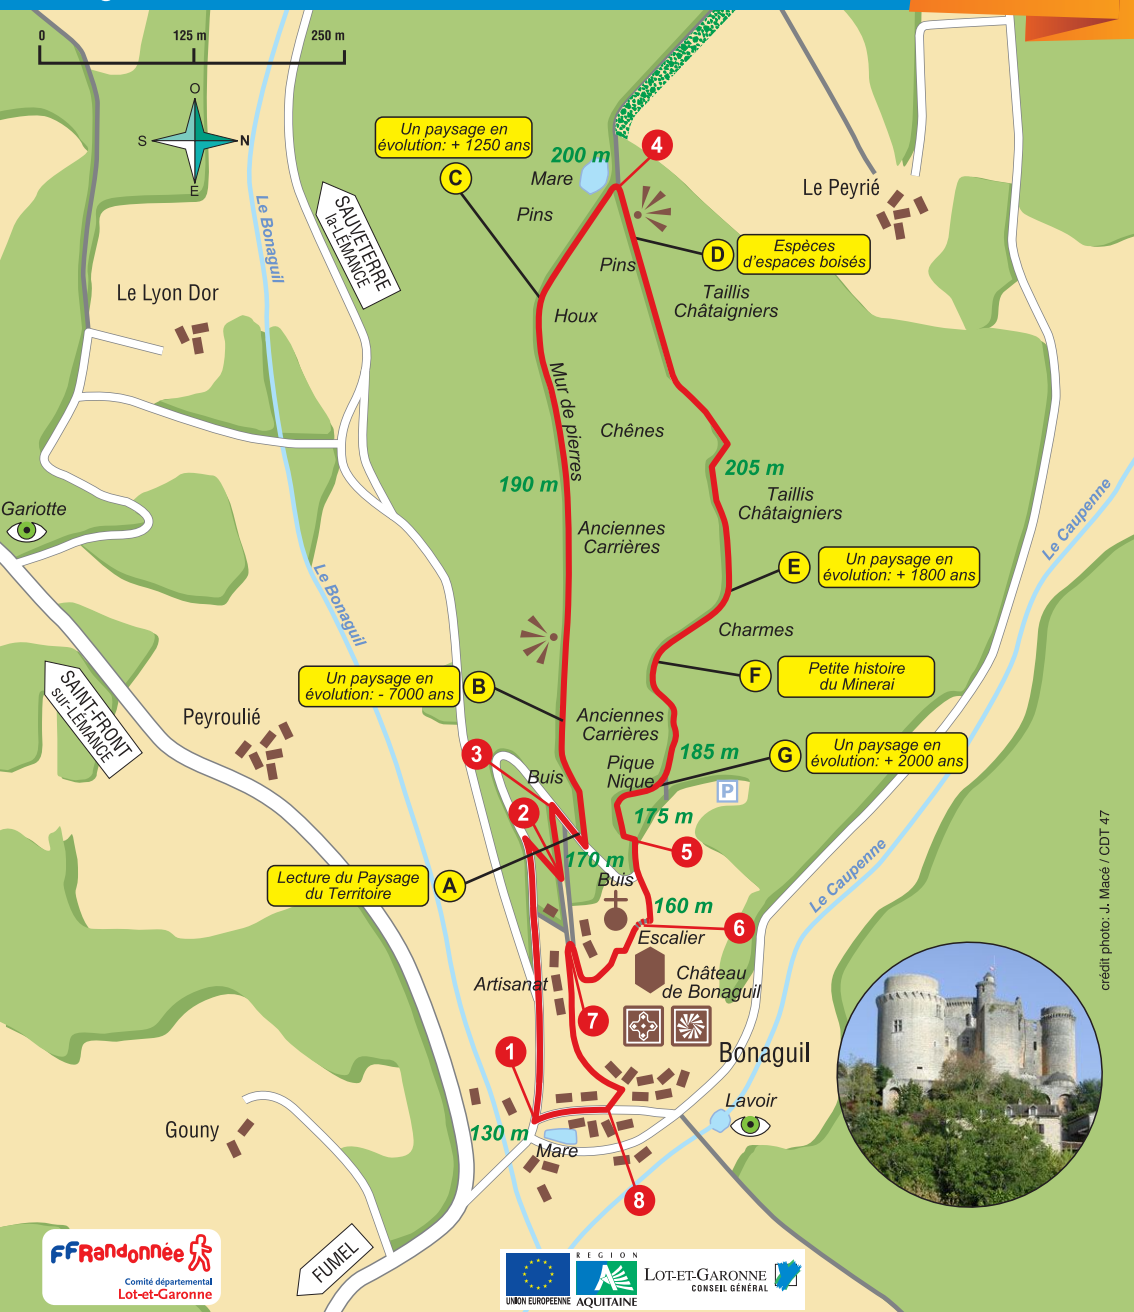 0
125 m
250 m
O
S
N
E
Un paysage en
évolution: + 1250 ans
C
200 m
Mare
4
Pins
Le Peyrié
SAUVETERRE
la-LÉMANCE
Le Bonaguil
D
Espèces
d'espaces boisés
Pins
Taillis
Châtaigniers
Le Lyon Dor
Houx
Mur de pierres
Chênes
205 m
190 m
Taillis
Châtaigniers
Gariotte
Anciennes
Carrières
Le Caupenne
E
Un paysage en
évolution: + 1800 ans
Le Bonaguil
Charmes
F
Petite histoire
du Minerai
Un paysage en
évolution: - 7000 ans
B
SAINT-FRONT
sur-LÉMANCE
Peyroulié
Anciennes
Carrières
185 m
G
Un paysage en
évolution: + 2000 ans
3
Buis
Pique
Nique
P
2
175 m
5
170 m
Lecture du Paysage
du Territoire
A
Buis
160 m
6
Escalier
Le Caupenne
Artisanat
Château
de Bonaguil
7
1
Bonaguil
Lavoir
130 m
Mare
Gouny
8
FUMEL
crédit photo: J. Macé / CDT 47
FFRandonnée
Comité départemental
Lot-et-Garonne
UNION EUROPEENNE
REGION
AQUITAINE
LOT-ET-GARONNE
CONSEIL GÉNÉRAL